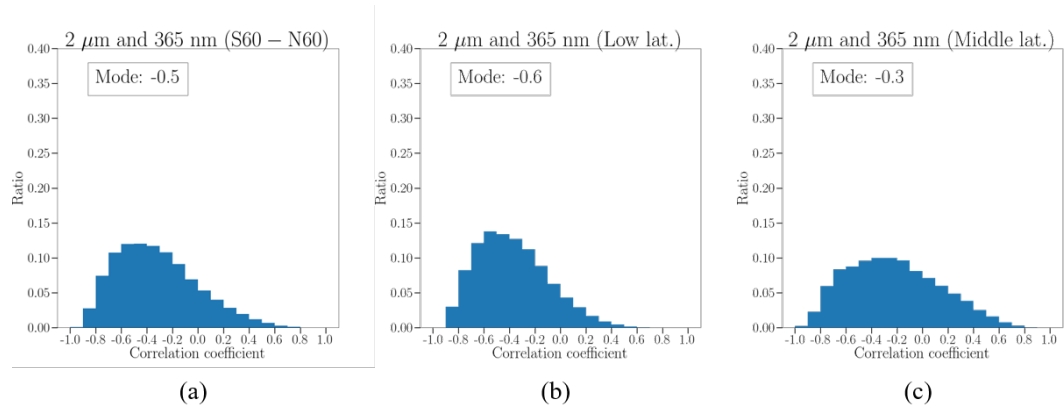 2 μm and 365 nm (S60 − N60)
Mode: -0.5
0.40
0.35
0.30
0.25
0.20
0.15
0.10
0.05
0.00
Ratio
-1.0 -0.8 -0.6 -0.4 -0.2 0.0 0.2 0.4 0.6 0.8 1.0
Correlation coefficient
(a)
2 μm and 365 nm (Low lat.)
Mode: -0.6
0.40
0.35
0.30
0.25
0.20
0.15
0.10
0.05
0.00
Ratio
-1.0 -0.8 -0.6 -0.4 -0.2 0.0 0.2 0.4 0.6 0.8 1.0
Correlation coefficient
(b)
2 μm and 365 nm (Middle lat.)
Mode: -0.3
0.40
0.35
0.30
0.25
0.20
0.15
0.10
0.05
0.00
Ratio
-1.0 -0.8 -0.6 -0.4 -0.2 0.0 0.2 0.4 0.6 0.8 1.0
Correlation coefficient
(c)